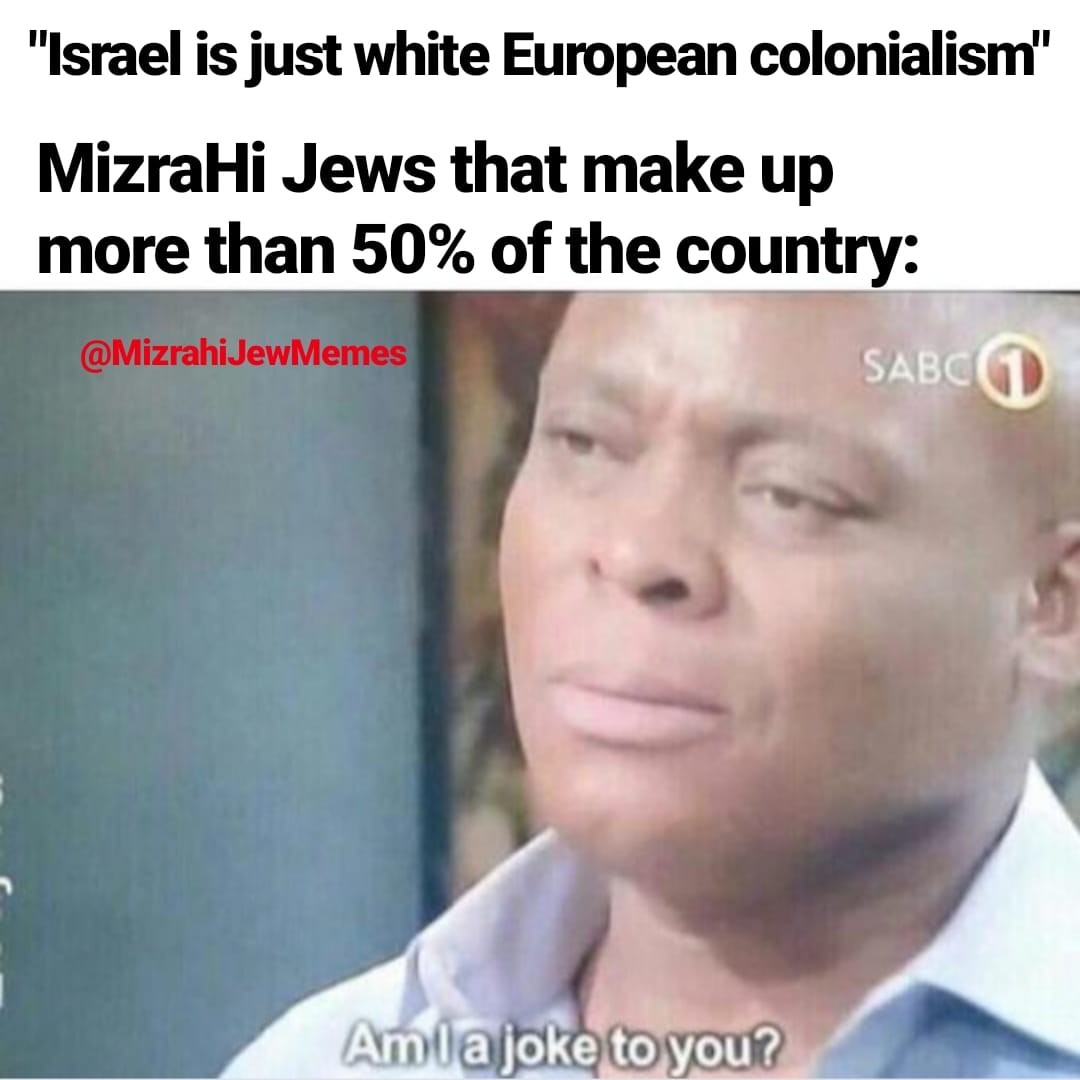 "Israel is just white European colonialism"
MizraHi Jews that make up
more than 50% of the country:
@MizrahiJewMemes
SABC 1
Am I a joke to you?